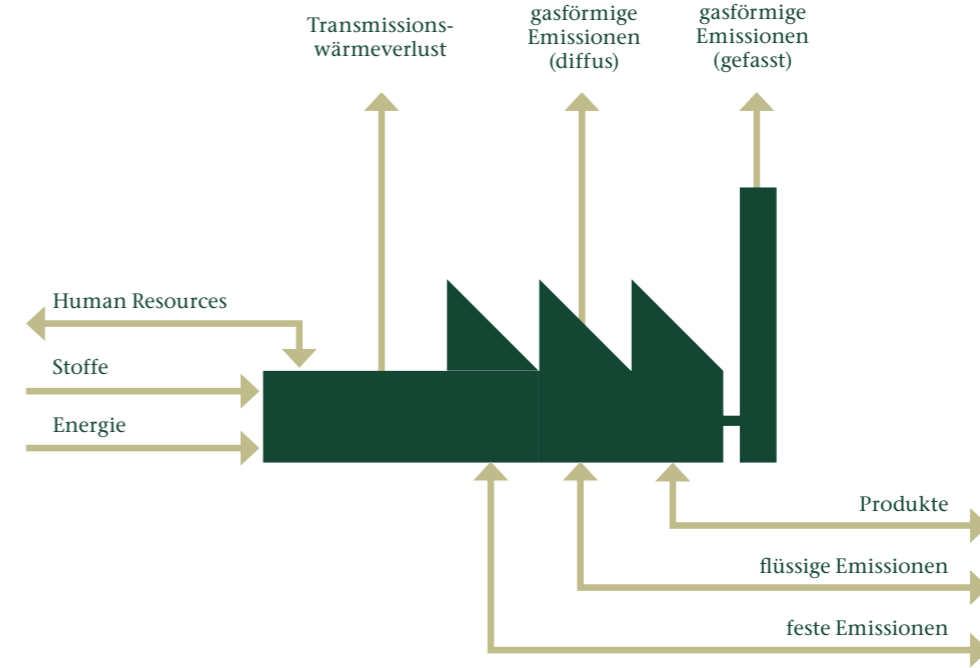 Transmissions-
wärmeverlust
gasförmige
Emissionen
(diffus)
gasförmige
Emissionen
(gefasst)
Human Resources
Stoffe
Energie
Produkte
flüssige Emissionen
feste Emissionen